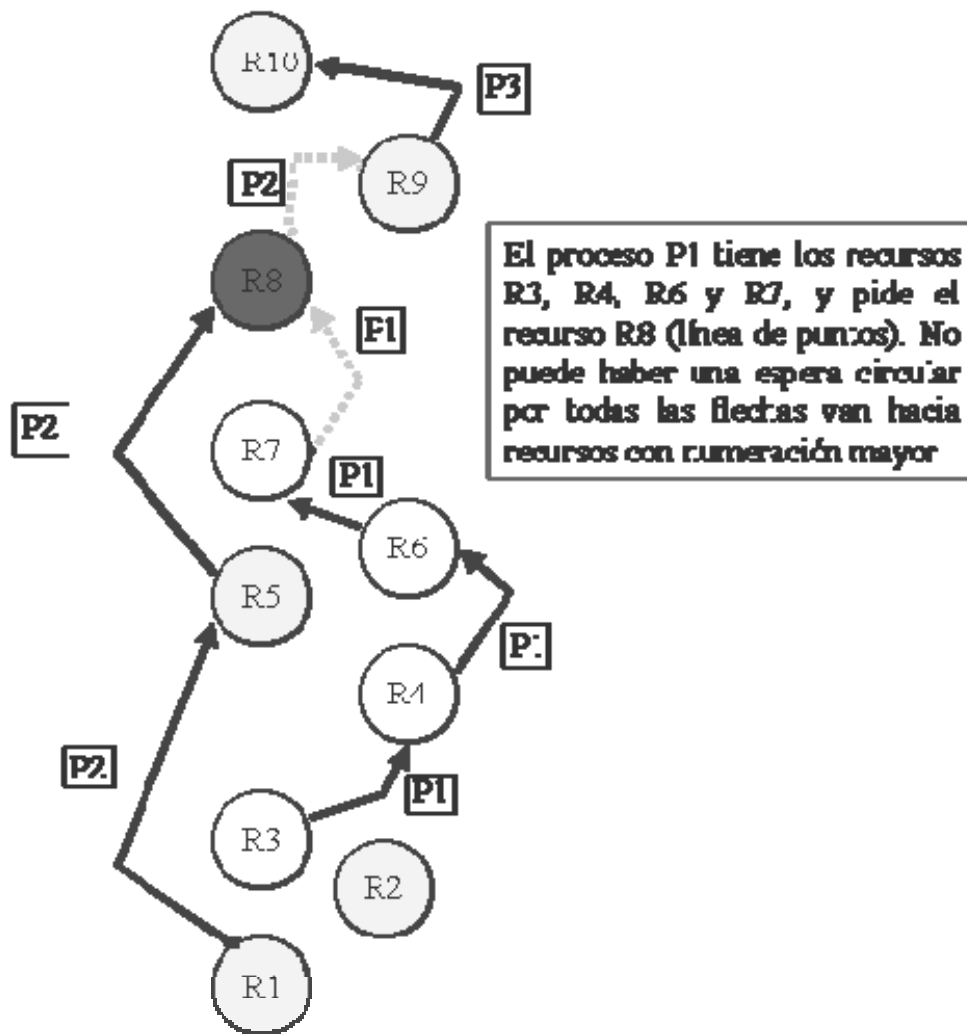 R10
P3
P2
R9
R8
P1
El proceso P1 tiene los recursos
R3, R4, R6 y R7, y pide el
recurso R8 (línea de puntos). No
puede haber una espera circular
por todas las flechas van hacia
recursos con numeración mayor
P2
R7
P1
R6
R5
P1
R4
P2
P1
R3
R2
R1